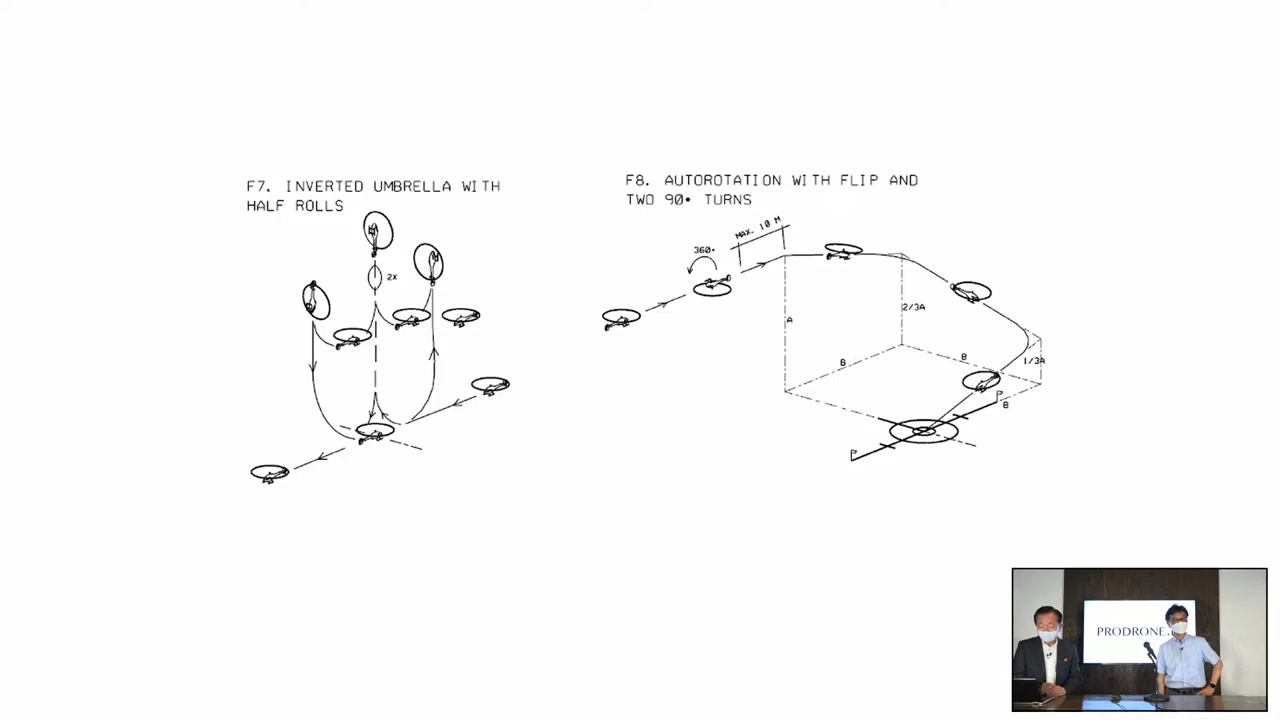 F7. INVERTED UMBRELLA WITH
HALF ROLLS
2X
F8. AUTOROTATION WITH FLIP AND
TWO 90° TURNS
MAX. 10 M
360°
A
2/3A
B
B
1/3A
B
P
P
PRODRONE